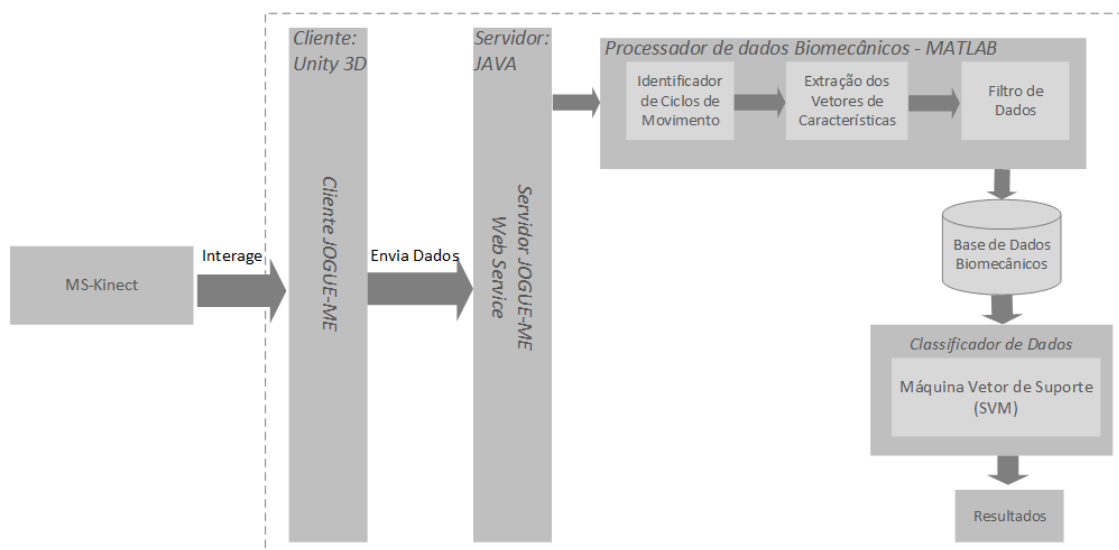 MS-Kinect
Interage
Cliente:
Unity 3D
Cliente JOGUE-ME
Envia Dados
Servidor:
JAVA
Servidor JOGUE-ME
Web Service
Processador de dados Biomecânicos - MATLAB
Identificador
de Ciclos de
Movimento
Extração dos
Vetores de
Características
Filtro de
Dados
Base de Dados
Biomecânicos
Classificador de Dados
Máquina Vetor de Suporte
(SVM)
Resultados